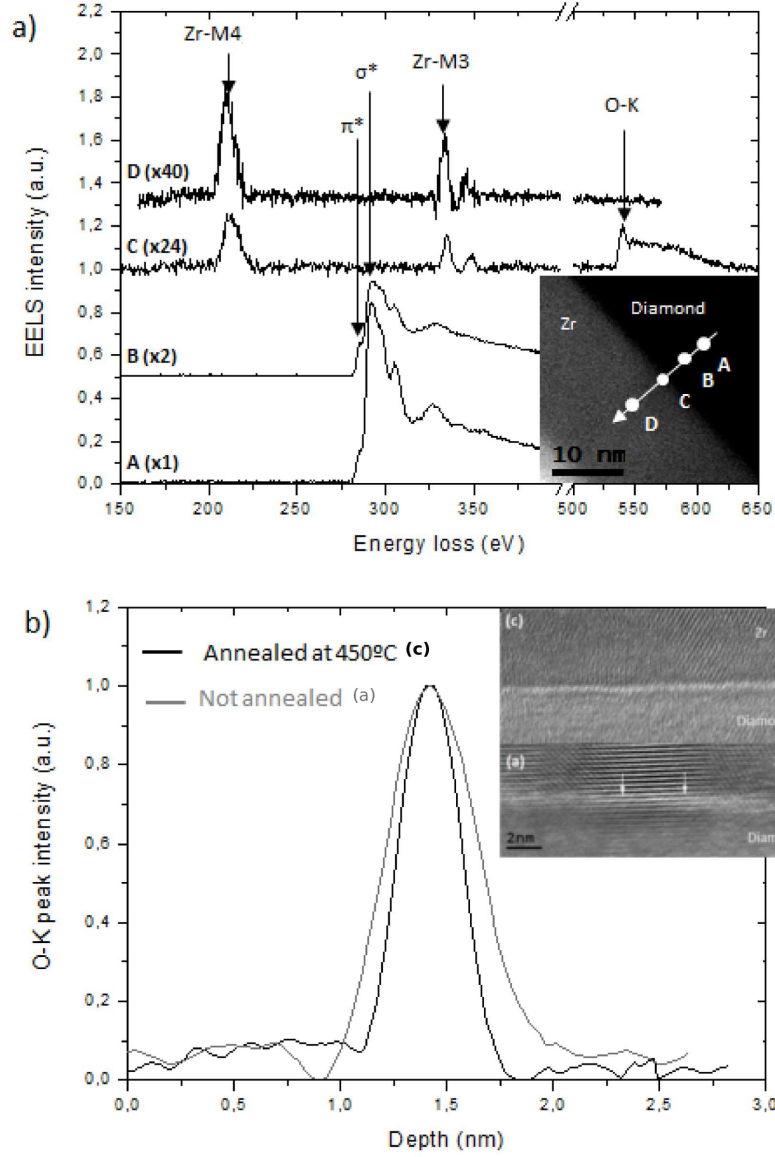 a)
EELS intensity (a.u.)
2,2
2,0
1,8
1,6
1,4
1,2
1,0
0,8
0,6
0,4
0,2
0,0
Zr-M4
σ*
π*
Zr-M3
O-K
D (x40)
C (x24)
B (x2)
A (x1)
Diamond
Zr
A
B
C
D
10 nm
150 200 250 300 350 400 500 550 600 650
Energy loss (eV)
b)
O-K peak intensity (a.u.)
1,2
1,0
0,8
0,6
0,4
0,2
0,0
Annealed at 450ºC (c)
Not annealed (a)
(c)
Zr
Diamo
(a)
2nm
Diam
0,0 0,5 1,0 1,5 2,0 2,5 3,0
Depth (nm)